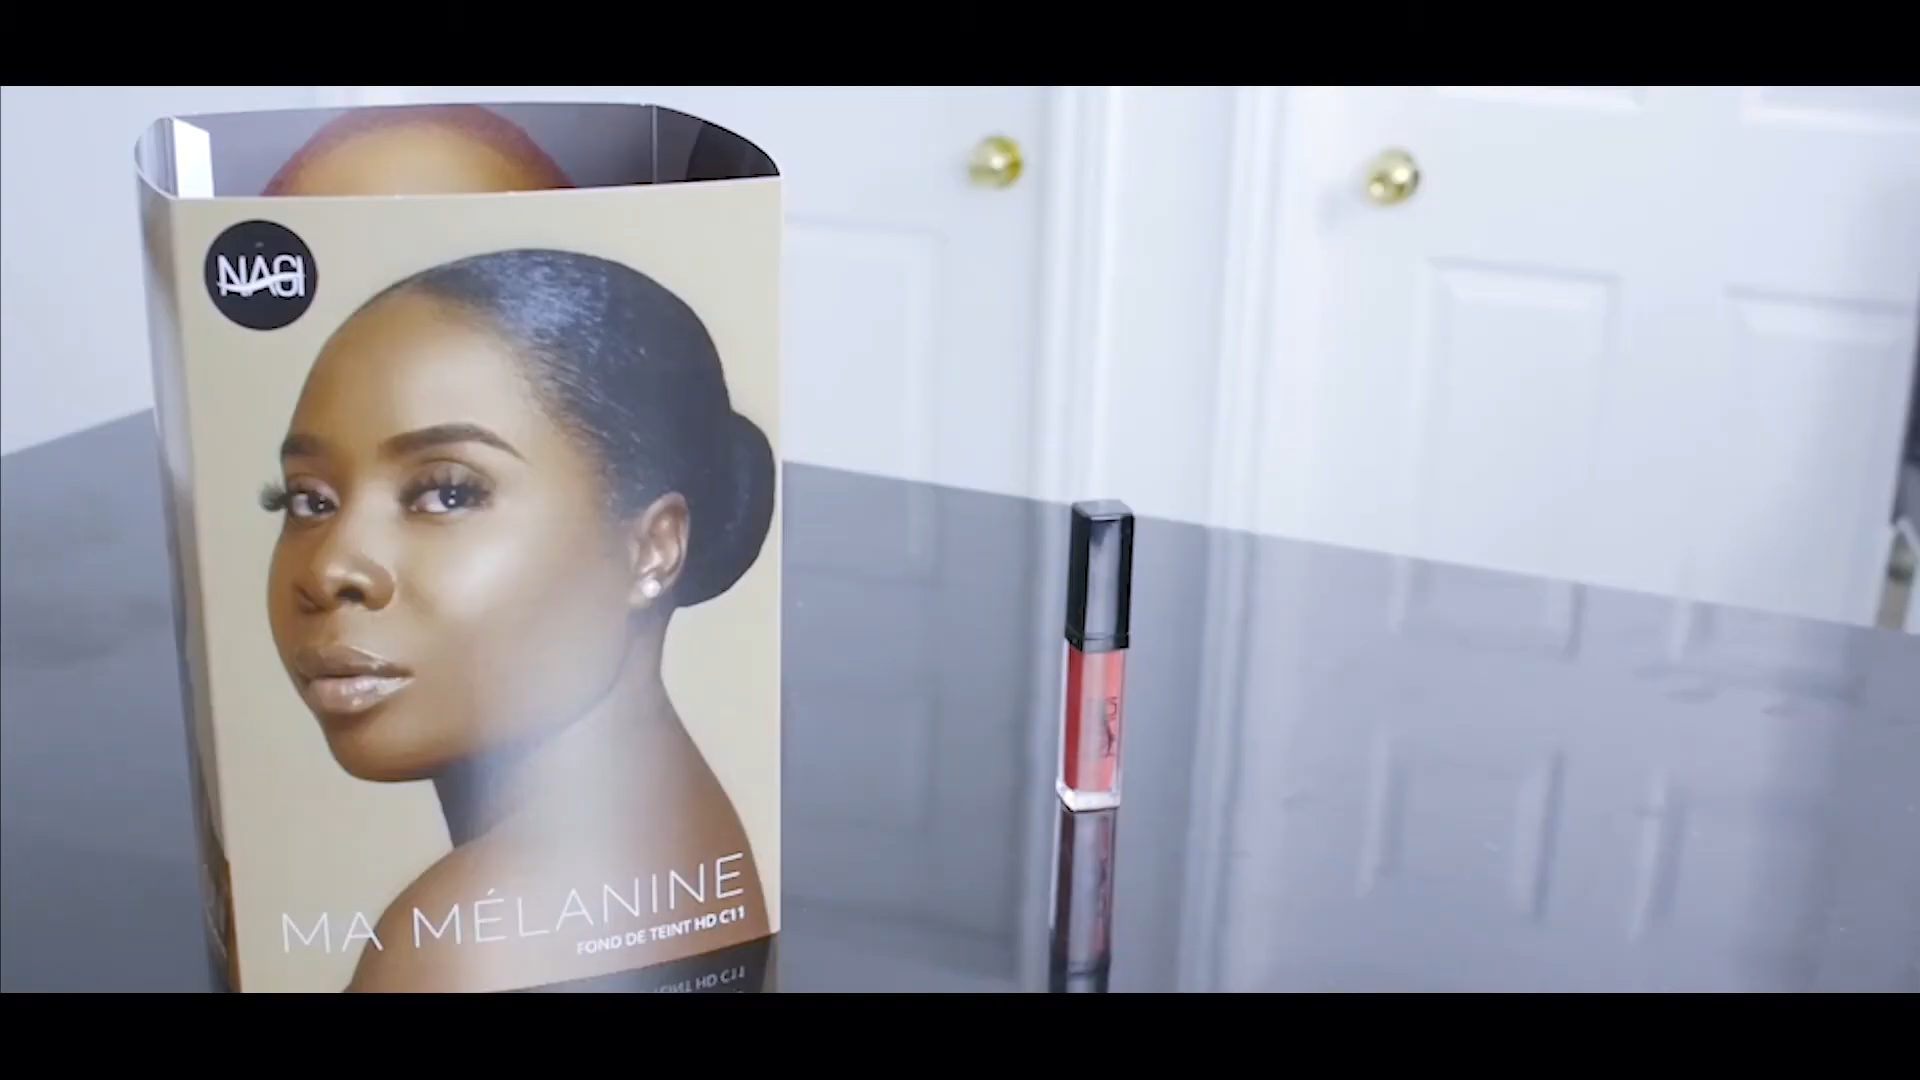 NAGI
MA MÉLANINE
FOND DE TEINT HD C11